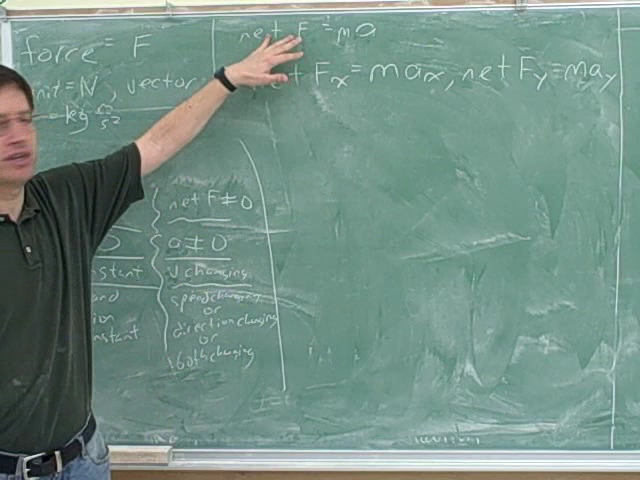 force = F
unit = N, vector
= kg m/s²
net F = ma
net Fx = max, net Fy = may
net F ≠ 0
a ≠ 0
v changing
speed changing
or
direction changing
or
both changing